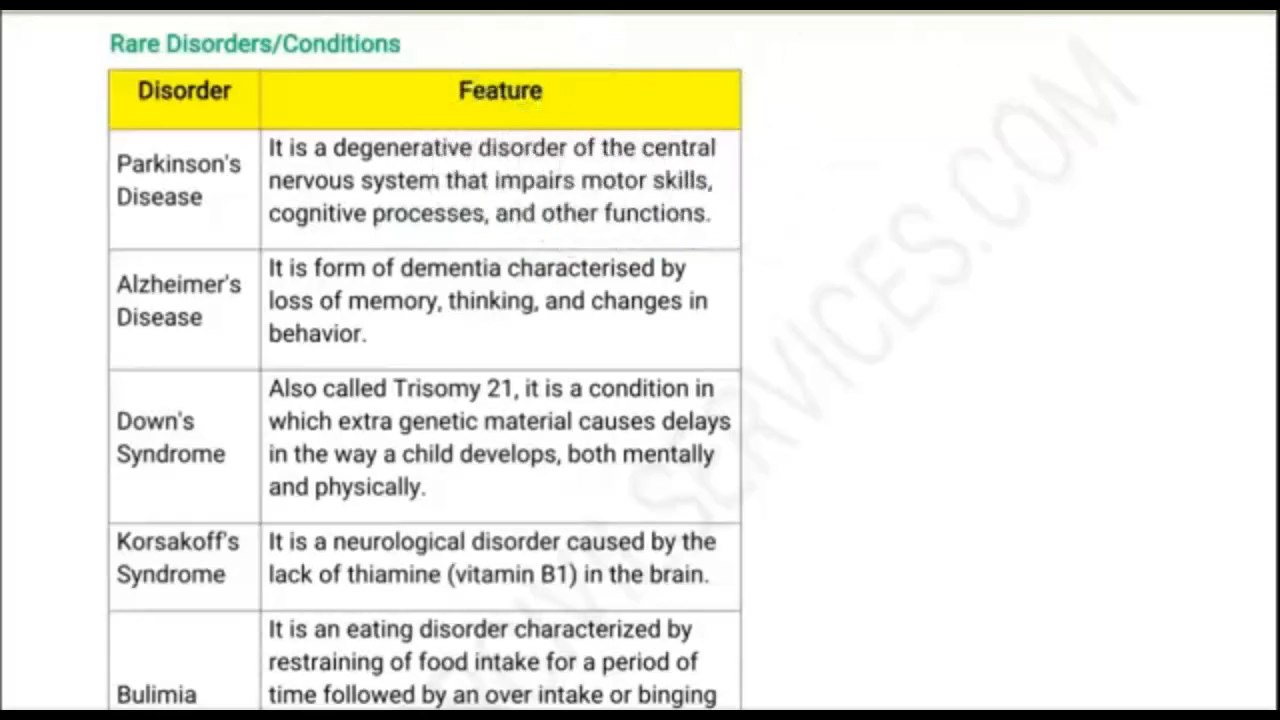 Rare Disorders/Conditions
Disorder
Feature
Parkinson's
Disease
It is a degenerative disorder of the central
nervous system that impairs motor skills,
cognitive processes, and other functions.
Alzheimer's
Disease
It is form of dementia characterised by
loss of memory, thinking, and changes in
behavior.
Down's
Syndrome
Also called Trisomy 21, it is a condition in
which extra genetic material causes delays
in the way a child develops, both mentally
and physically.
Korsakoff's
Syndrome
It is a neurological disorder caused by the
lack of thiamine (vitamin B1) in the brain.
Bulimia
It is an eating disorder characterized by
restraining of food intake for a period of
time followed by an over intake or binging
SERVICES.COM